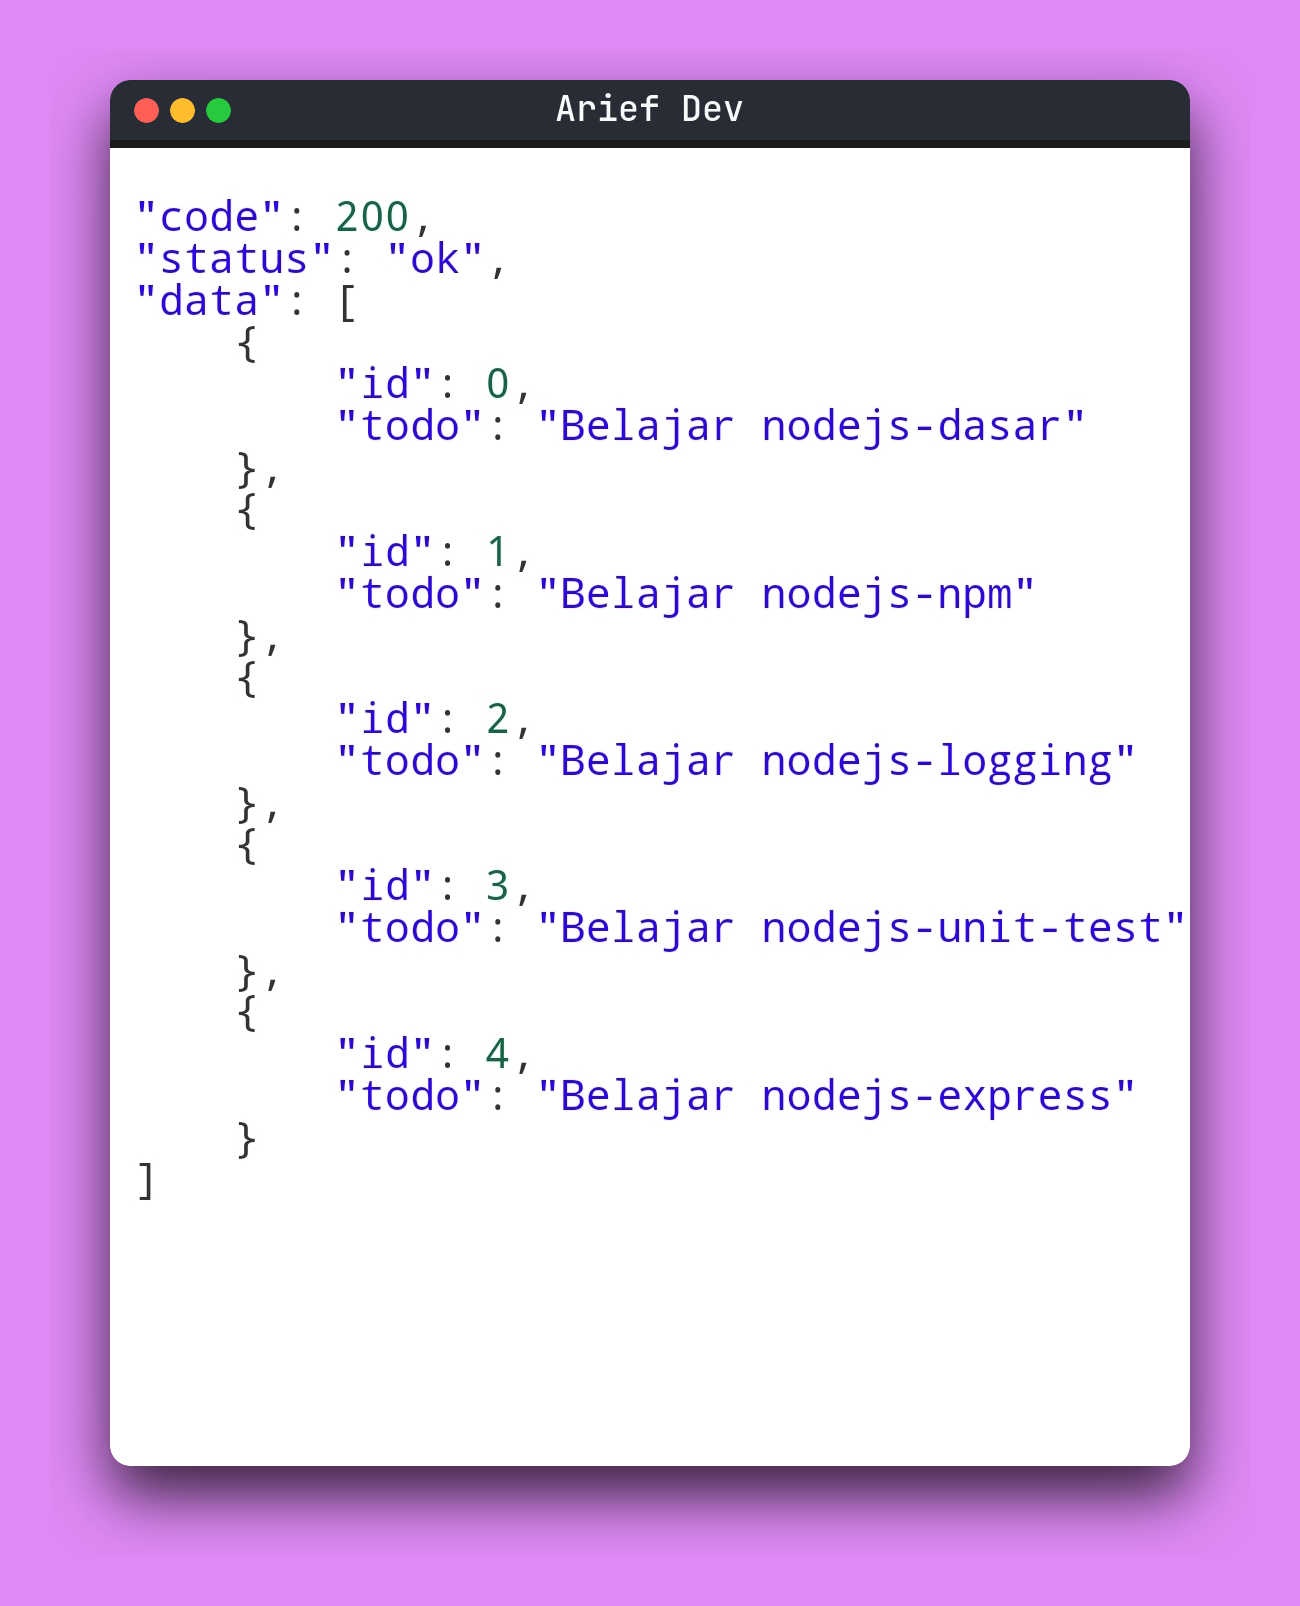 Arief Dev
"code": 200,
"status": "ok",
"data": [
    {
        "id": 0,
        "todo": "Belajar nodejs-dasar"
    },
    {
        "id": 1,
        "todo": "Belajar nodejs-npm"
    },
    {
        "id": 2,
        "todo": "Belajar nodejs-logging"
    },
    {
        "id": 3,
        "todo": "Belajar nodejs-unit-test"
    },
    {
        "id": 4,
        "todo": "Belajar nodejs-express"
    }
]